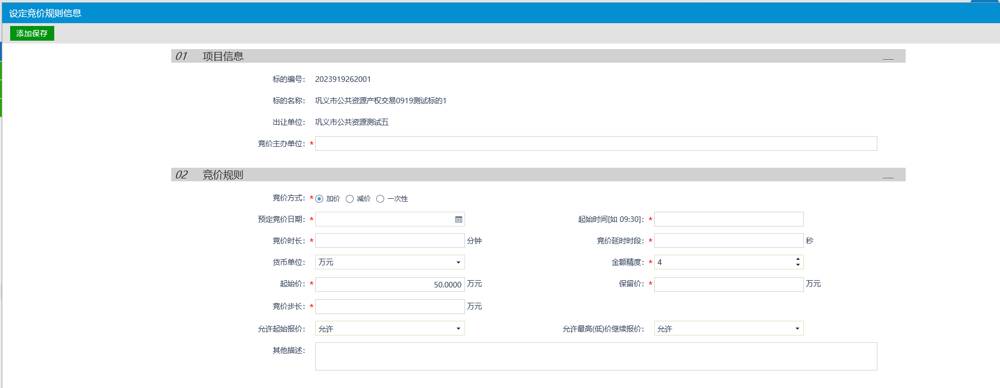 设定竞价规则信息
添加保存
01 项目信息
标的编号： 2023919262001
标的名称： 巩义市公共资源产权交易0919测试标的1
出让单位： 巩义市公共资源测试五
竞价主办单位： *
02 竞价规则
竞价方式： * 加价 减价 一次性
预定竞价日期： * 起始时间[如 09:30]： *
竞价时长： * 分钟 竞价延时时段： * 秒
货币单位： 万元 金额精度： * 4
起始价： * 50.0000 万元 保留价： * 万元
竞价步长： * 万元
允许起始报价： 允许 允许最高(低)价继续报价： 允许
其他描述：